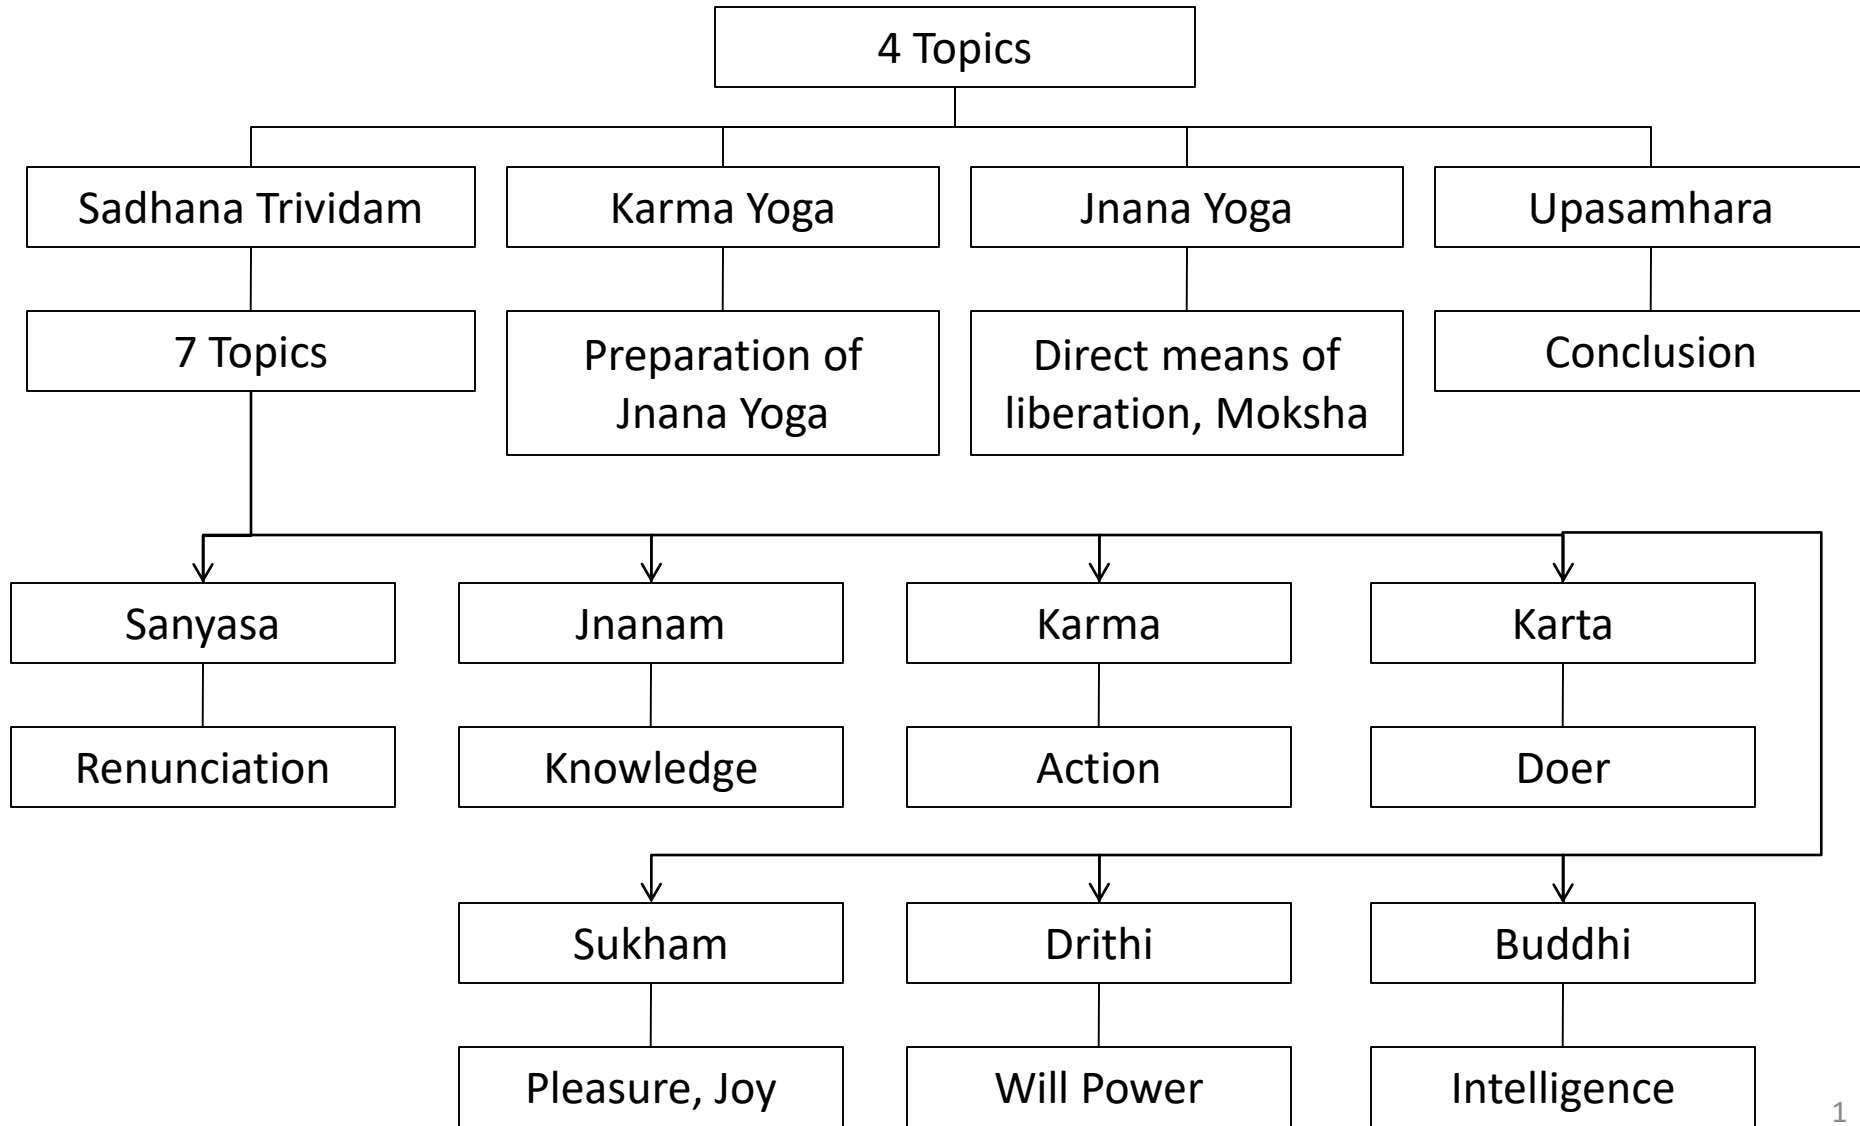 4 Topics
Sadhana Trividam
Karma Yoga
Jnana Yoga
Upasamhara
7 Topics
Preparation of
Jnana Yoga
Direct means of
liberation, Moksha
Conclusion
Sanyasa
Jnanam
Karma
Karta
Renunciation
Knowledge
Action
Doer
Sukham
Drithi
Buddhi
Pleasure, Joy
Will Power
Intelligence
1